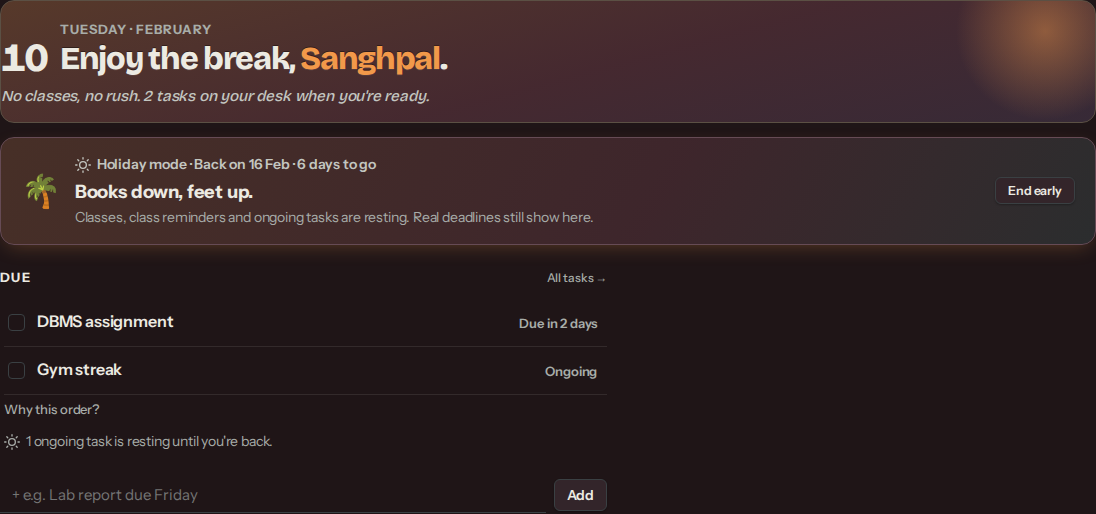 TUESDAY · FEBRUARY
10 Enjoy the break, Sanghpal.
No classes, no rush. 2 tasks on your desk when you're ready.
Holiday mode · Back on 16 Feb · 6 days to go
Books down, feet up.
Classes, class reminders and ongoing tasks are resting. Real deadlines still show here.
End early
DUE
All tasks →
DBMS assignment
Due in 2 days
Gym streak
Ongoing
Why this order?
1 ongoing task is resting until you're back.
+ e.g. Lab report due Friday
Add